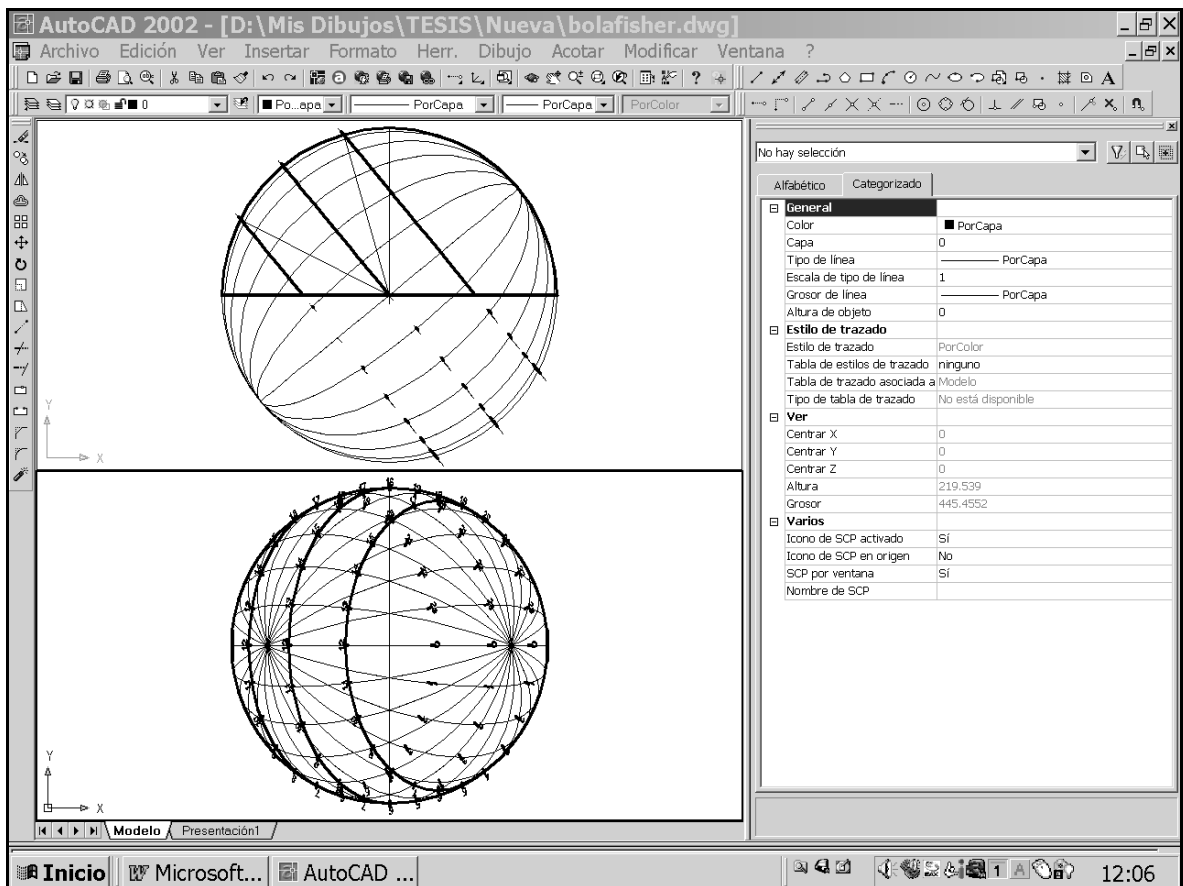 AutoCAD 2002 - [D:\Mis Dibujos\TESIS\Nueva\bolafisher.dwg]
Archivo Edición Ver Insertar Formato Herr. Dibujo Acotar Modificar Ventana ?
0 Po...apa PorCapa PorCapa PorColor
No hay selección
Alfabético Categorizado
General
Color PorCapa
Capa 0
Tipo de línea PorCapa
Escala de tipo de línea 1
Grosor de línea PorCapa
Altura de objeto 0
Estilo de trazado
Estilo de trazado PorColor
Tabla de estilos de trazado ninguno
Tabla de trazado asociada a Modelo
Tipo de tabla de trazado No está disponible
Ver
Centrar X 0
Centrar Y 0
Centrar Z 0
Altura 219.539
Grosor 445.4552
Varios
Icono de SCP activado Sí
Icono de SCP en origen No
SCP por ventana Sí
Nombre de SCP
Y
X
Y
X
Modelo Presentación1
Inicio Microsoft... AutoCAD ... 12:06